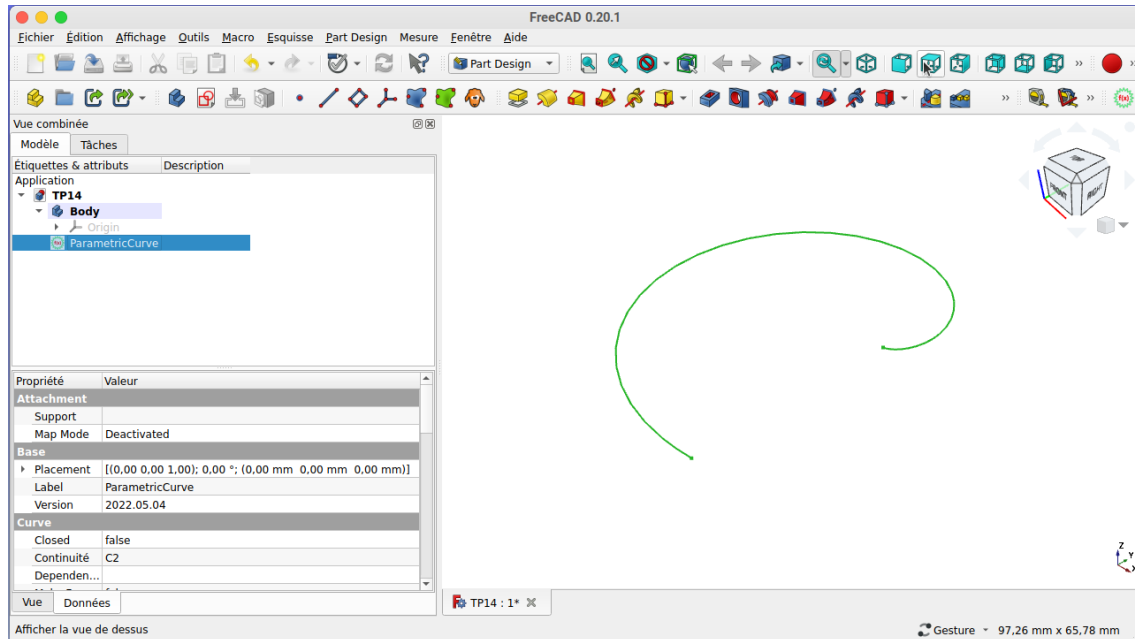 FreeCAD 0.20.1
Fichier Édition Affichage Outils Macro Esquisse Part Design Mesure Fenêtre Aide
Part Design
Vue combinée
Modèle Tâches
Étiquettes & attributs Description
Application
TP14
Body
Origin
ParametricCurve
Propriété Valeur
Attachment
Support
Map Mode Deactivated
Base
Placement [(0,00 0,00 1,00); 0,00 °; (0,00 mm 0,00 mm 0,00 mm)]
Label ParametricCurve
Version 2022.05.04
Curve
Closed false
Continuité C2
Dependen...
Vue Données
TP14 : 1*
Afficher la vue de dessus
Gesture 97,26 mm x 65,78 mm
FRONT RIGHT
Z
Y
X
f(x)